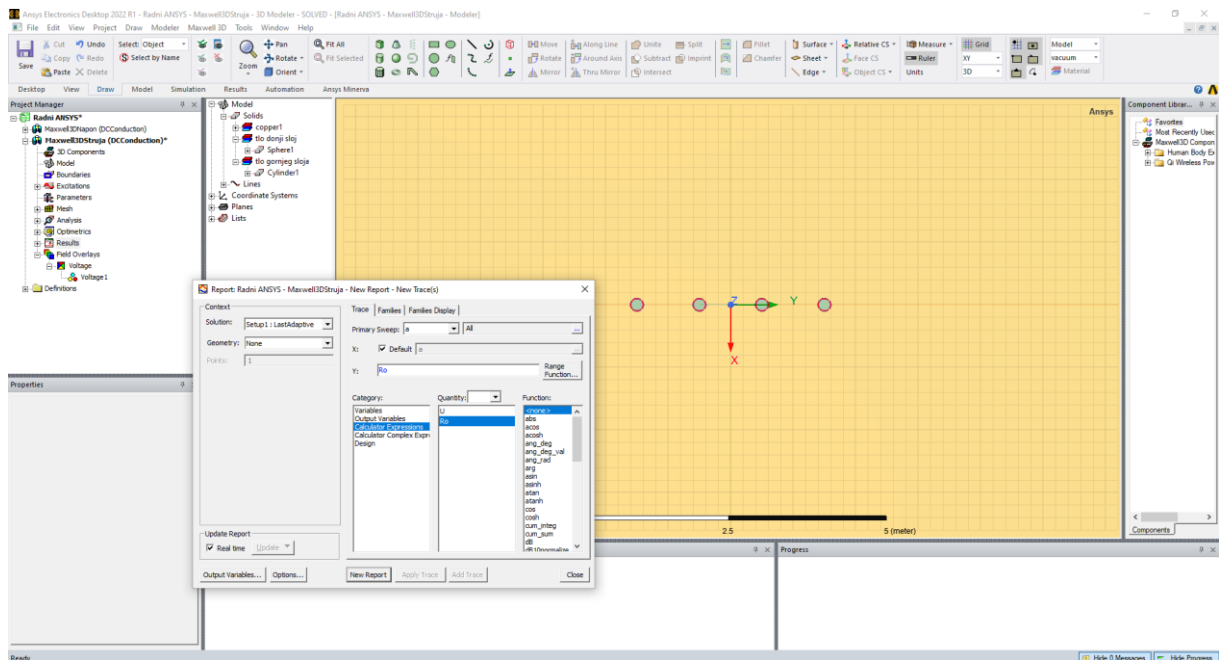 Ansys Electronics Desktop 2022 R1 - Radni ANSYS - Maxwell3DStruja - 3D Modeler - SOLVED - [Radni ANSYS - Maxwell3DStruja - Modeler]
File Edit View Project Draw Modeler Maxwell 3D Tools Window Help
Save
Cut Undo Select: Object
Copy Redo Select by Name
Paste Delete
Zoom
Pan Fit All
Rotate Fit Selected
Orient
Move Along Line Unite Split Fillet
Rotate Around Axis Subtract Imprint Chamfer
Mirror Thru Mirror Intersect
Surface Relative CS Measure Grid
Sheet Face CS Ruler XY
Edge Object CS Units 3D
Model
vacuum
Material
Desktop View Draw Model Simulation Results Automation Ansys Minerva
Project Manager
Radni ANSYS*
Maxwell3DNapon (DCConduction)
Maxwell3DStruja (DCConduction)*
3D Components
Model
Boundaries
Excitations
Parameters
Mesh
Analysis
Optimetrics
Results
Field Overlays
Voltage
Voltage1
Definitions
Model
Solids
copper1
tlo donji sloj
Sphere1
tlo gornjeg sloja
Cylinder1
Lines
Coordinate Systems
Planes
Lists
Ansys
Z
Y
X
2.5
5 (meter)
Component Librar...
Favorites
Most Recently Usec
Maxwell3D Compon
Human Body Ex
Qi Wireless Pow
Components
Properties
Report: Radni ANSYS - Maxwell3DStruja - New Report - New Trace(s)
Context
Solution: Setup1 : LastAdaptive
Geometry: None
Points: 1
Update Report
Real time Update
Output Variables... Options...
Trace Families Families Display
Primary Sweep: a All ...
X: Default a ...
Y: Ro
Range Function...
Category:
Variables
Output Variables
Calculator Expressions
Calculator Complex Expr
Design
Quantity:
U
Ro
Function:
<none>
abs
acos
acosh
ang_deg
ang_deg_val
ang_rad
arg
asin
asinh
atan
atanh
cos
cosh
cum_integ
cum_sum
dB
dB10normalize
New Report Apply Trace Add Trace Close
Progress
Ready
Hide 0 Messages Hide Progress